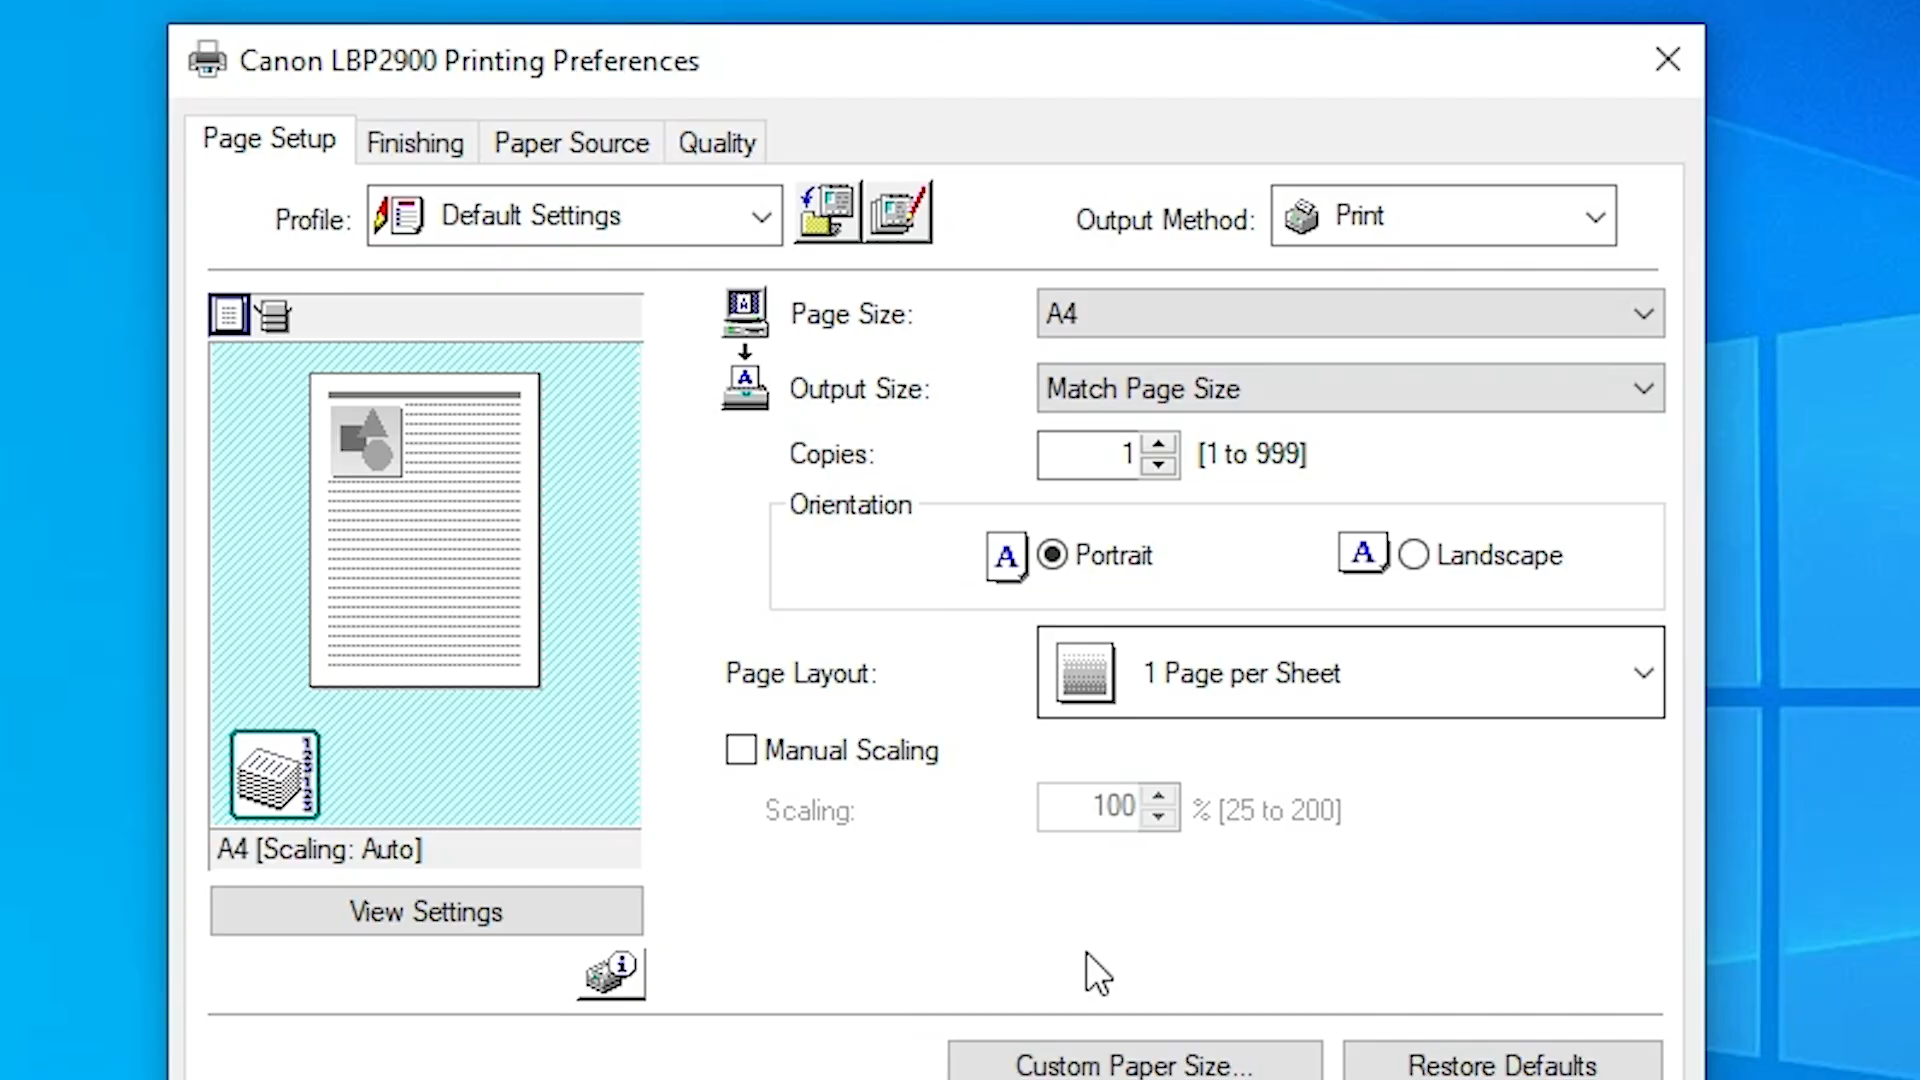 Canon LBP2900 Printing Preferences
Page Setup Finishing Paper Source Quality
Profile: Default Settings Output Method: Print
Page Size: A4
Output Size: Match Page Size
Copies: 1 [1 to 999]
Orientation
A Portrait A Landscape
Page Layout: 1 Page per Sheet
Manual Scaling
Scaling: 100 % [25 to 200]
A4 [Scaling: Auto]
View Settings
Custom Paper Size... Restore Defaults